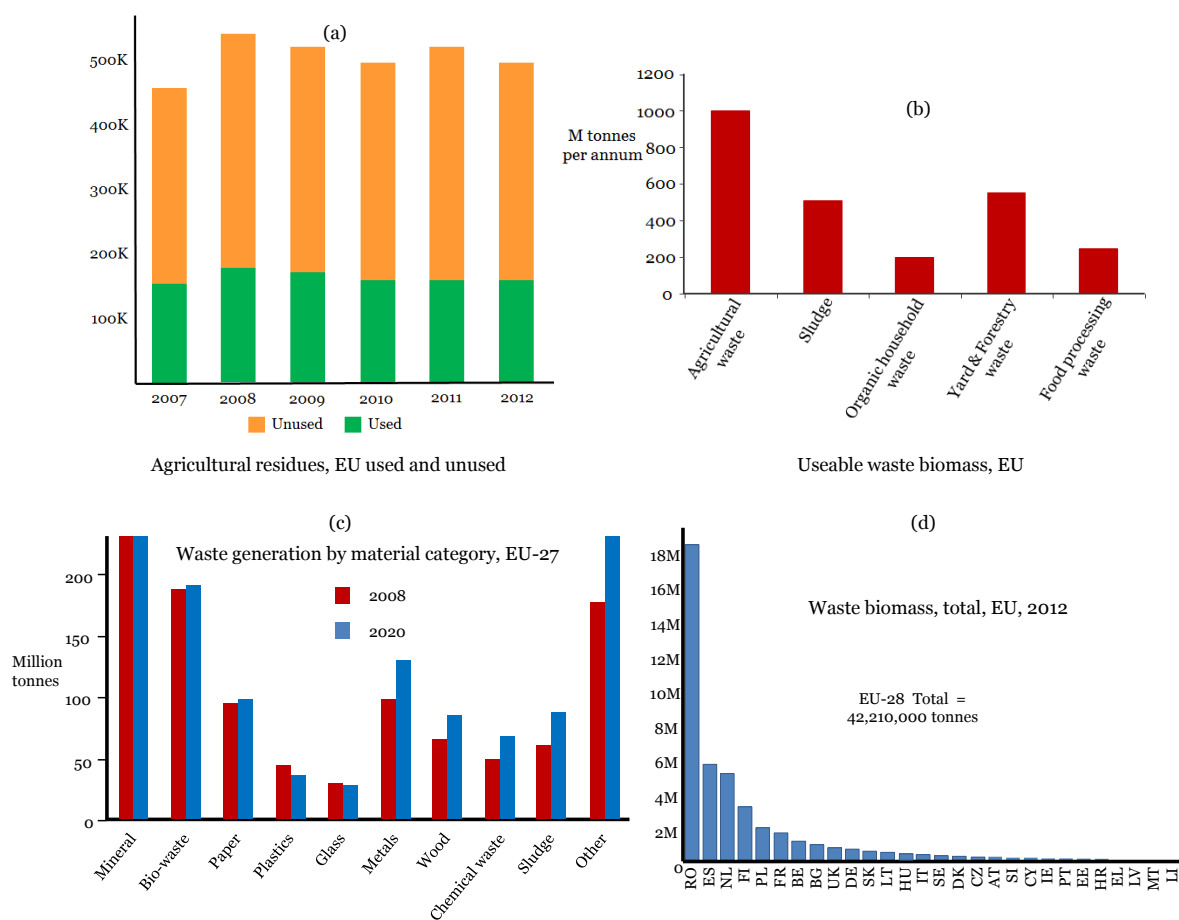 (a)
500K
400K
300K
200K
100K
2007 2008 2009 2010 2011 2012
Unused Used
Agricultural residues, EU used and unused
(b)
M tonnes
per annum
1200
1000
800
600
400
200
0
Agricultural
waste
Sludge
Organic household
waste
Yard & Forestry
waste
Food processing
waste
Useable waste biomass, EU
(c)
Waste generation by material category, EU-27
2008
2020
Million
tonnes
200
150
100
50
0
Mineral
Bio-waste
Paper
Plastics
Glass
Metals
Wood
Chemical waste
Sludge
Other
(d)
Waste biomass, total, EU, 2012
EU-28 Total =
42,210,000 tonnes
18M
16M
14M
12M
10M
8M
6M
4M
2M
0
RO
ES
NL
FI
PL
FR
BE
BG
UK
DE
SK
LT
HU
IT
SE
DK
CZ
AT
SI
CY
IE
PT
EE
HR
EL
LV
MT
LI